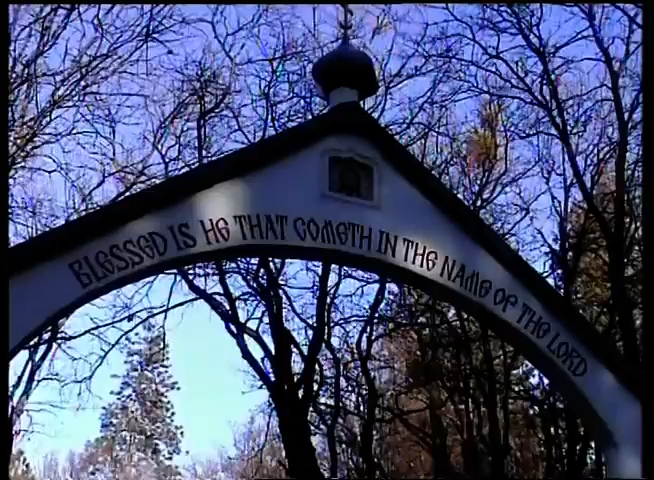 BLESSED IS HE THAT COMETH IN THE NAME OF THE LORD